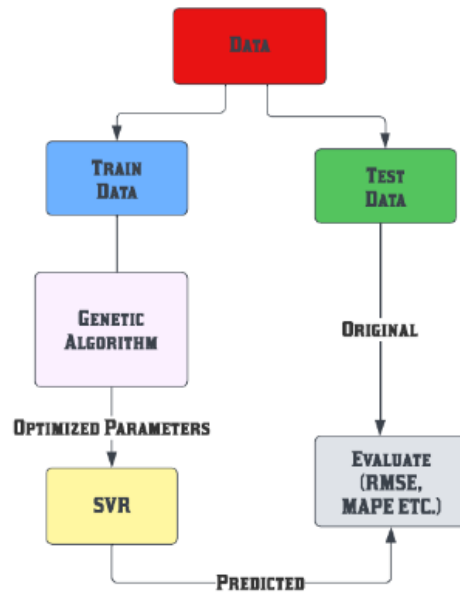 DATA
TRAIN
DATA
TEST
DATA
GENETIC
ALGORITHM
ORIGINAL
OPTIMIZED PARAMETERS
SVR
EVALUATE
(RMSE,
MAPE ETC.)
PREDICTED